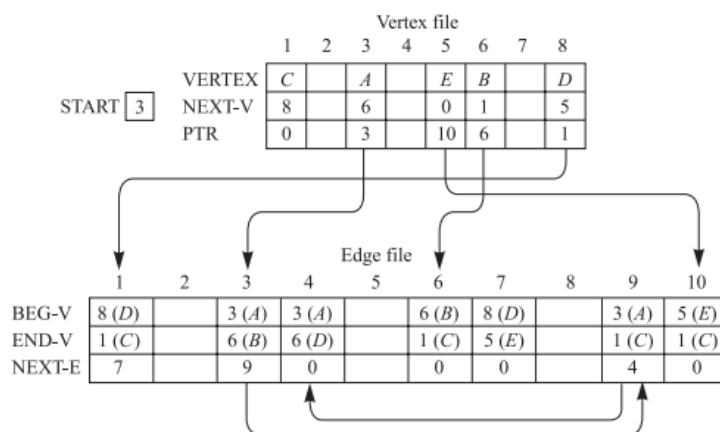 Vertex file
1 2 3 4 5 6 7 8
VERTEX C A E B D
START 3 NEXT-V 8 6 0 1 5
PTR 0 3 10 6 1
Edge file
1 2 3 4 5 6 7 8 9 10
BEG-V 8 (D) 3 (A) 3 (A) 6 (B) 8 (D) 3 (A) 5 (E)
END-V 1 (C) 6 (B) 6 (D) 1 (C) 5 (E) 1 (C) 1 (C)
NEXT-E 7 9 0 0 0 4 0